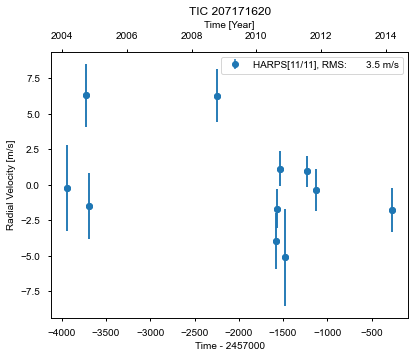 TIC 207171620
Time [Year]
2004 2006 2008 2010 2012 2014
HARPS[11/11], RMS: 3.5 m/s
Radial Velocity [m/s]
7.5
5.0
2.5
0.0
−2.5
−5.0
−7.5
−4000 −3500 −3000 −2500 −2000 −1500 −1000 −500
Time - 2457000